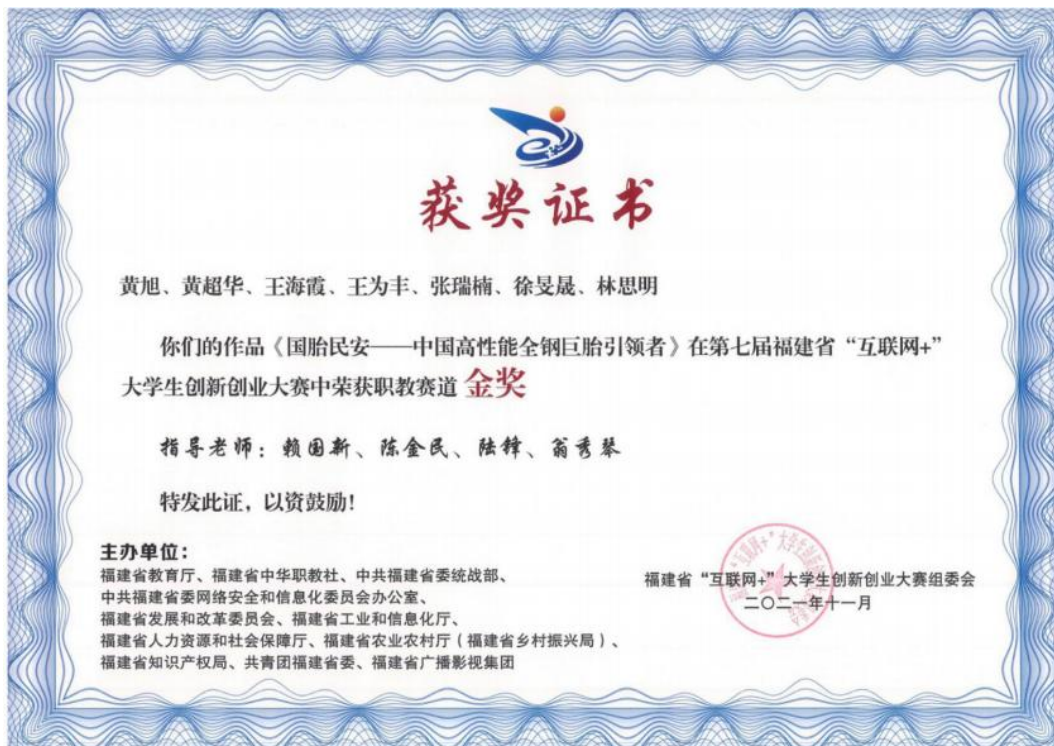 获奖证书
黄旭、黄超华、王海霞、王为丰、张瑞楠、徐旻晟、林思明
你们的作品《国胎民安——中国高性能全钢巨胎引领者》在第七届福建省“互联网+”
大学生创新创业大赛中荣获职教赛道 金奖
指导老师：赖国新、陈金民、陆锋、翁秀琴
特发此证，以资鼓励！
主办单位：
福建省教育厅、福建省中华职教社、中共福建省委统战部、
中共福建省委网络安全和信息化委员会办公室、
福建省发展和改革委员会、福建省工业和信息化厅、
福建省人力资源和社会保障厅、福建省农业农村厅（福建省乡村振兴局）、
福建省知识产权局、共青团福建省委、福建省广播影视集团
福建省“互联网+”大学生创新创业大赛组委会
二〇二一年十一月